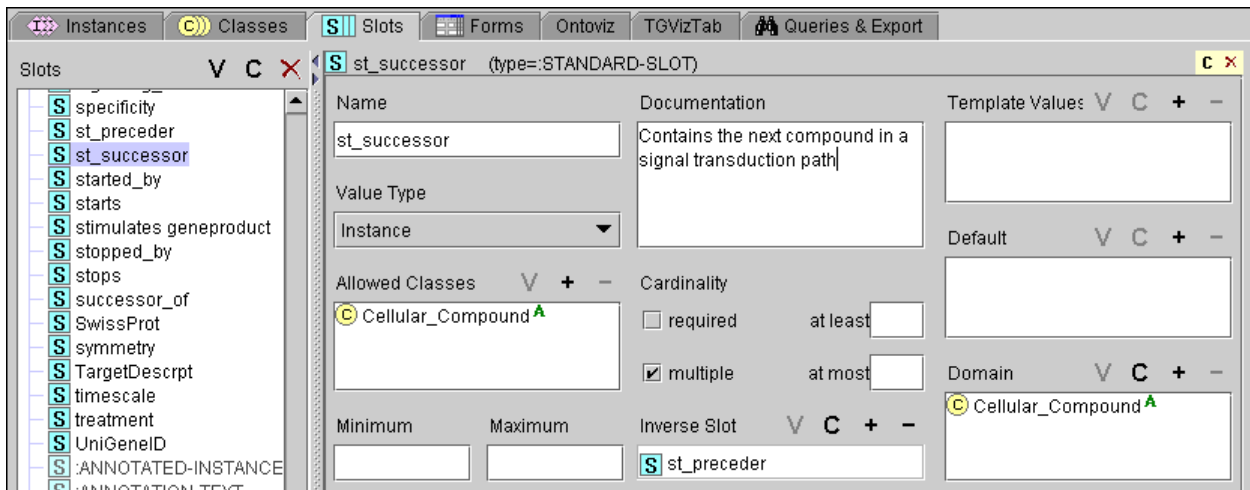 Instances Classes Slots Forms Ontoviz TGVizTab Queries & Export
Slots V C
specificity
st_preceder
st_successor
started_by
starts
stimulates geneproduct
stopped_by
stops
successor_of
SwissProt
symmetry
TargetDescrpt
timescale
treatment
UniGeneID
:ANNOTATED-INSTANCE
S st_successor (type=:STANDARD-SLOT) C ×
Name
st_successor
Value Type
Instance
Allowed Classes V + −
C Cellular_Compound A
Minimum Maximum
Documentation
Contains the next compound in a
signal transduction path
Cardinality
required at least
multiple at most
Inverse Slot V C + −
S st_preceder
Template Values V C + −
Default V C + −
Domain V C + −
C Cellular_Compound A